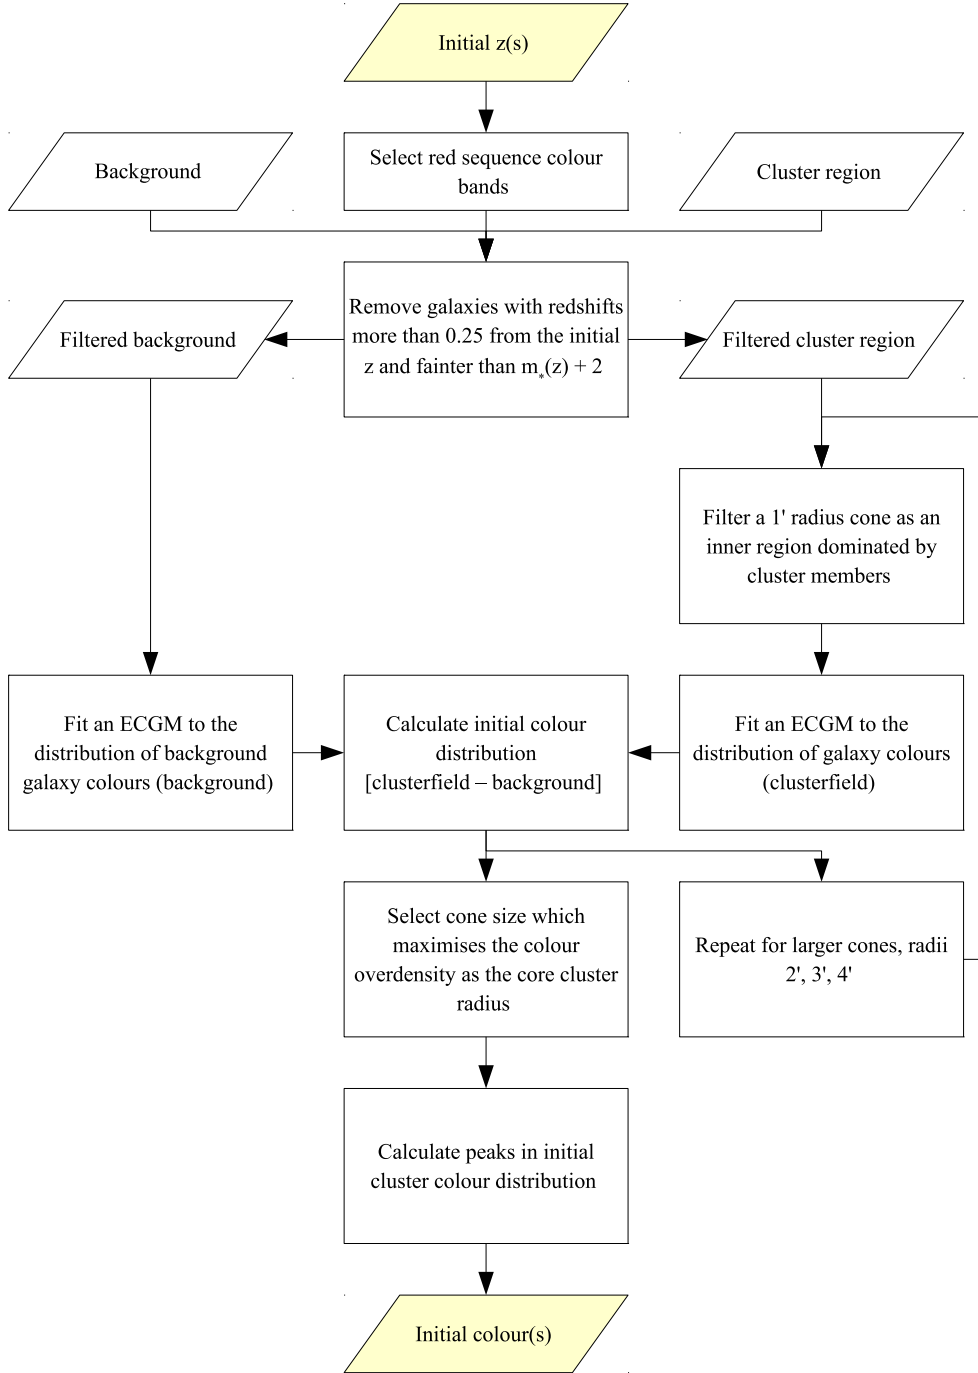 Initial z(s)
Background
Select red sequence colour
bands
Cluster region
Filtered background
Remove galaxies with redshifts
more than 0.25 from the initial
z and fainter than m*(z) + 2
Filtered cluster region
Filter a 1' radius cone as an
inner region dominated by
cluster members
Fit an ECGM to the
distribution of background
galaxy colours (background)
Calculate initial colour
distribution
[clusterfield – background]
Fit an ECGM to the
distribution of galaxy colours
(clusterfield)
Select cone size which
maximises the colour
overdensity as the core cluster
radius
Repeat for larger cones, radii
2', 3', 4'
Calculate peaks in initial
cluster colour distribution
Initial colour(s)